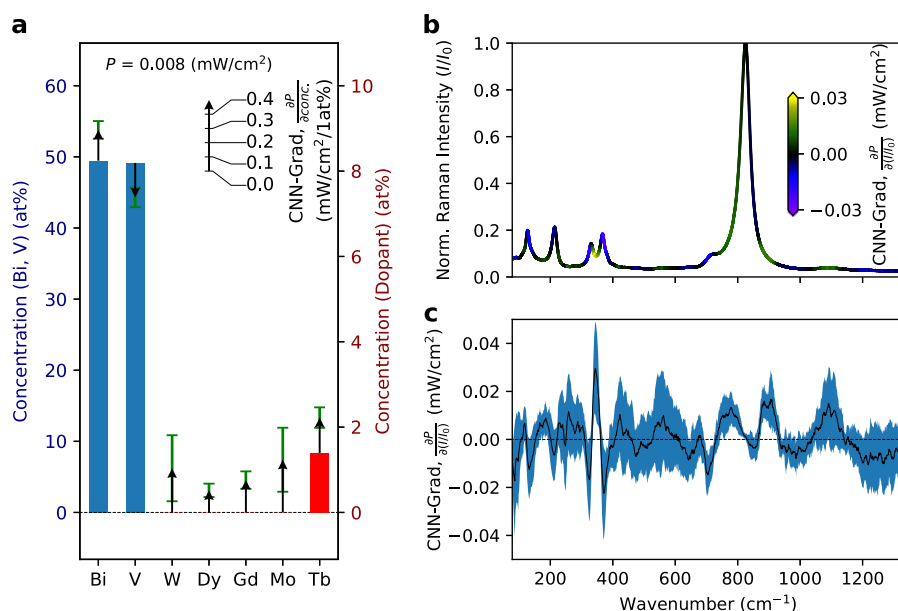 a
P = 0.008 (mW/cm²)
0.4
0.3
0.2
0.1
0.0
CNN-Grad, ∂P/∂conc.
(mW/cm²/1at%)
Concentration (Bi, V) (at%)
60
50
40
30
20
10
0
Concentration (Dopant) (at%)
10
8
6
4
2
0
Bi V W Dy Gd Mo Tb
b
Norm. Raman Intensity (I/I₀)
1.0
0.8
0.6
0.4
0.2
0.0
0.03
0.00
−0.03
CNN-Grad, ∂P/∂(I/I₀) (mW/cm²)
c
CNN-Grad, ∂P/∂(I/I₀) (mW/cm²)
0.04
0.02
0.00
−0.02
−0.04
200 400 600 800 1000 1200
Wavenumber (cm⁻¹)